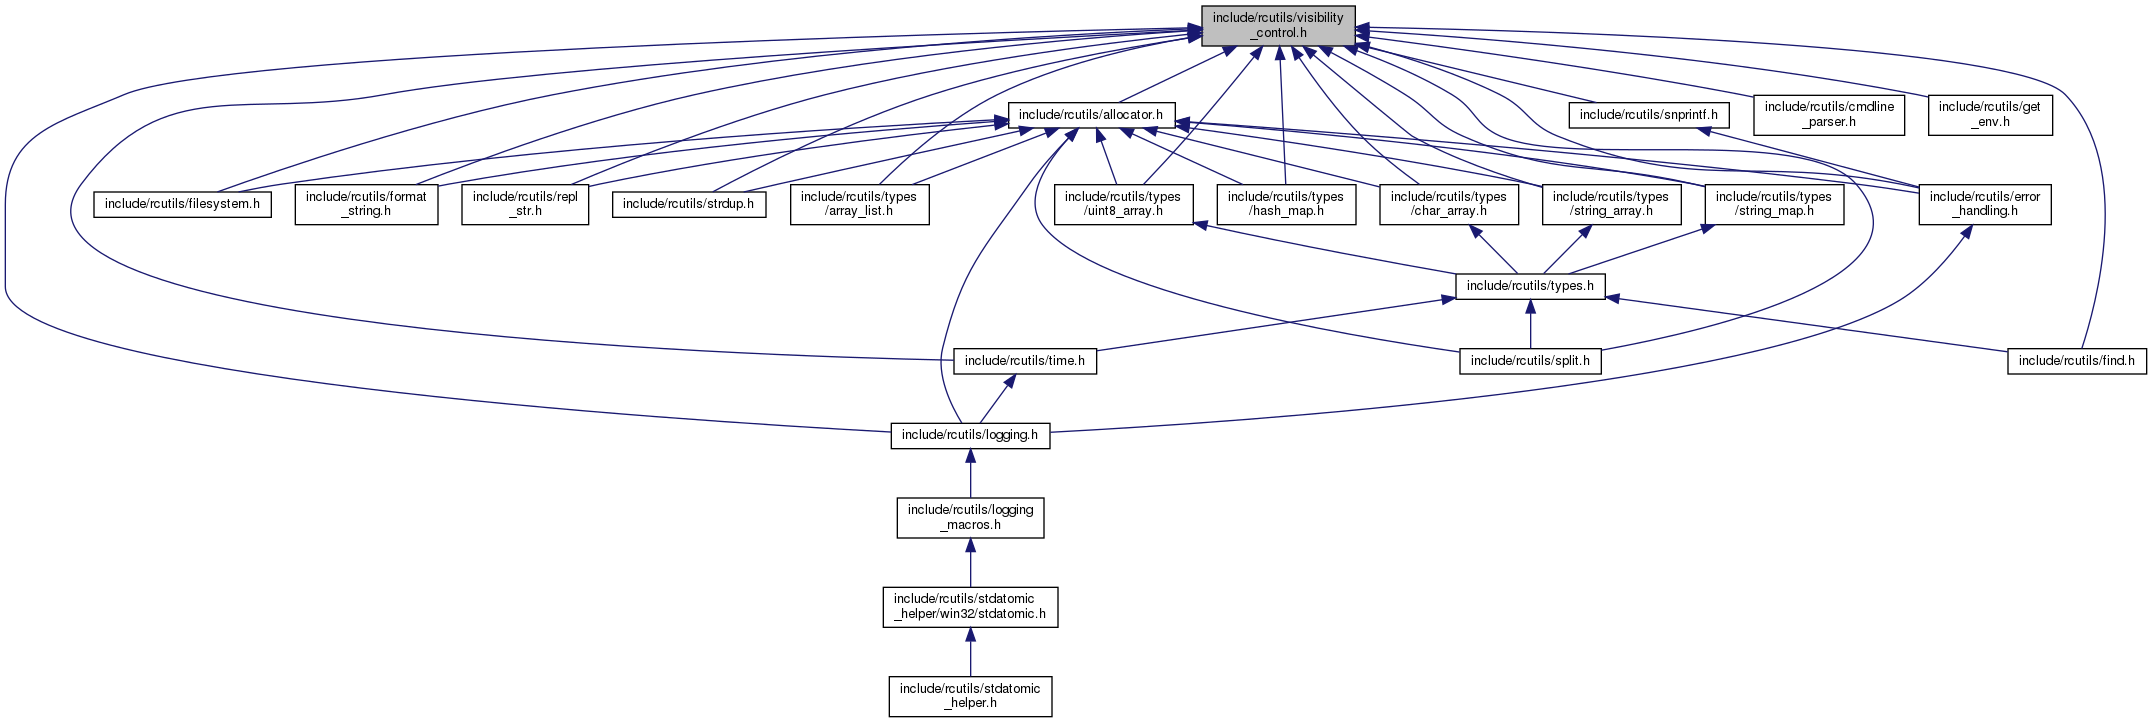 include/rcutils/visibility
_control.h
include/rcutils/allocator.h
include/rcutils/snprintf.h
include/rcutils/cmdline
_parser.h
include/rcutils/get
_env.h
include/rcutils/filesystem.h
include/rcutils/format
_string.h
include/rcutils/repl
_str.h
include/rcutils/strdup.h
include/rcutils/types
/array_list.h
include/rcutils/types
/uint8_array.h
include/rcutils/types
/hash_map.h
include/rcutils/types
/char_array.h
include/rcutils/types
/string_array.h
include/rcutils/types
/string_map.h
include/rcutils/error
_handling.h
include/rcutils/types.h
include/rcutils/time.h
include/rcutils/split.h
include/rcutils/find.h
include/rcutils/logging.h
include/rcutils/logging
_macros.h
include/rcutils/stdatomic
_helper/win32/stdatomic.h
include/rcutils/stdatomic
_helper.h